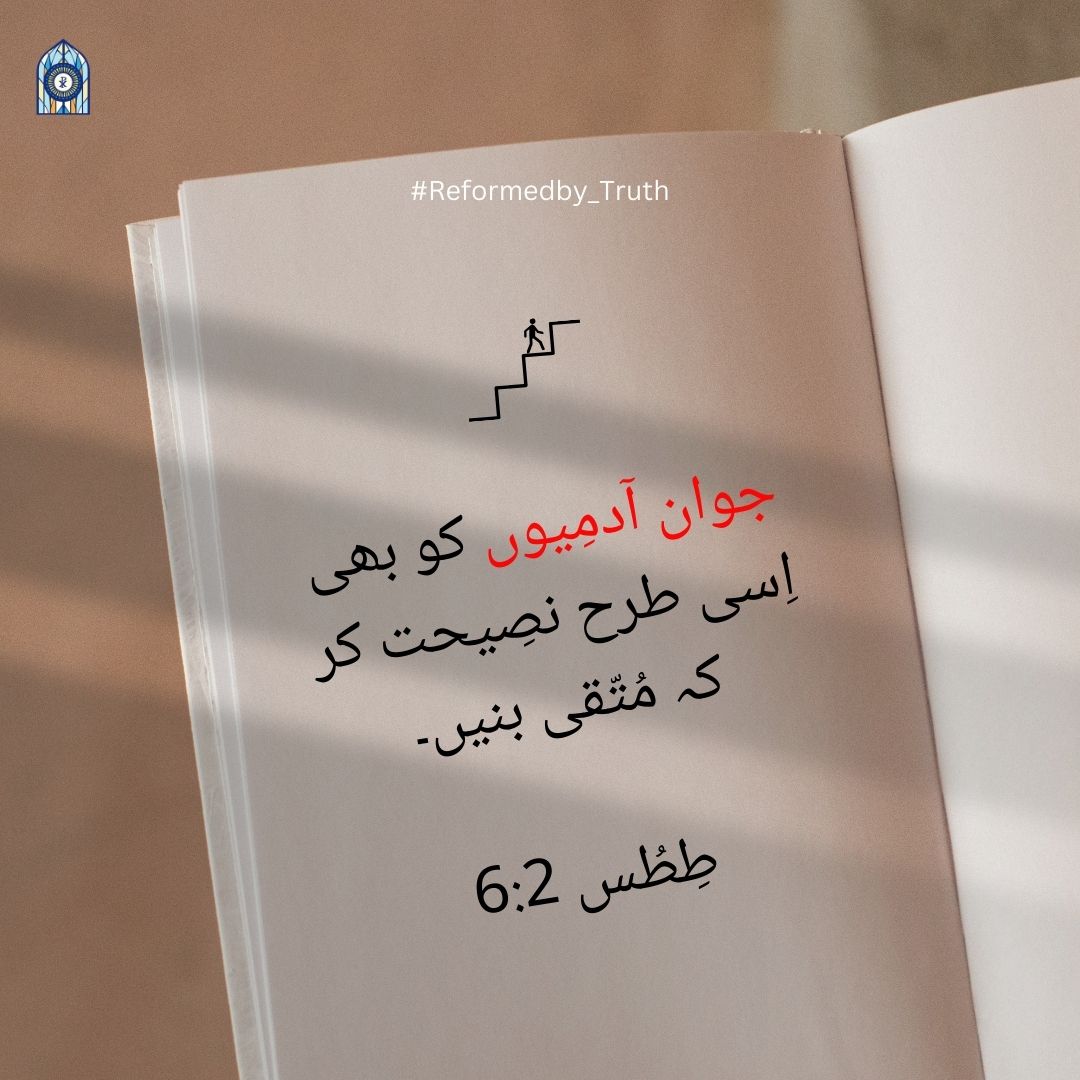 #Reformedby_Truth
جوان آدمِیوں کو بھی
اِسی طرح نصِیحت کر
کہ مُتّقی بنیں۔
طِطُس 6:2